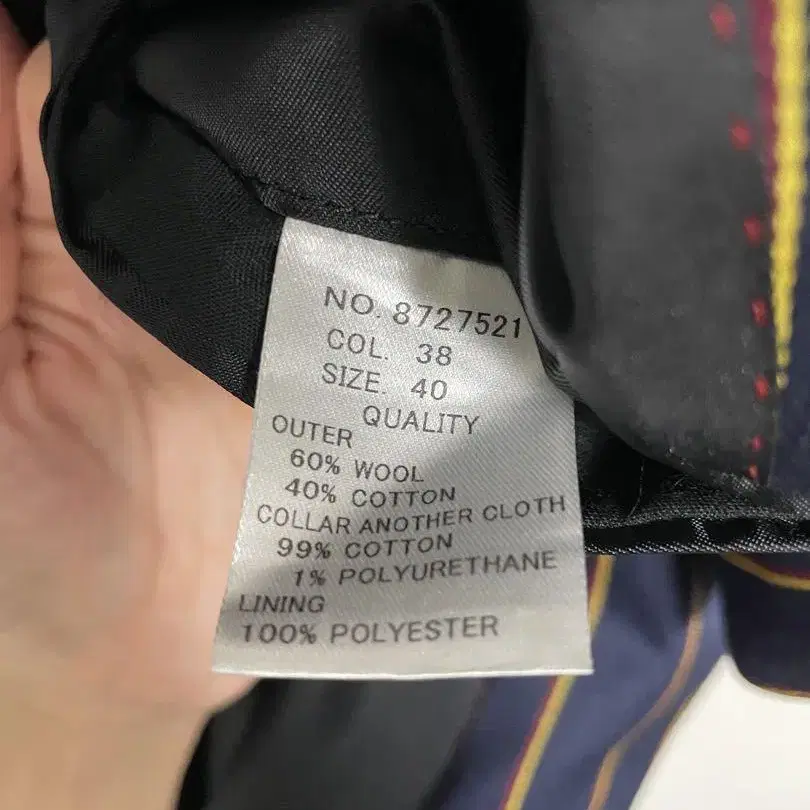 NO. 8727521
COL. 38
SIZE. 40
QUALITY
OUTER
60% WOOL
40% COTTON
COLLAR ANOTHER CLOTH
99% COTTON
1% POLYURETHANE
LINING
100% POLYESTER